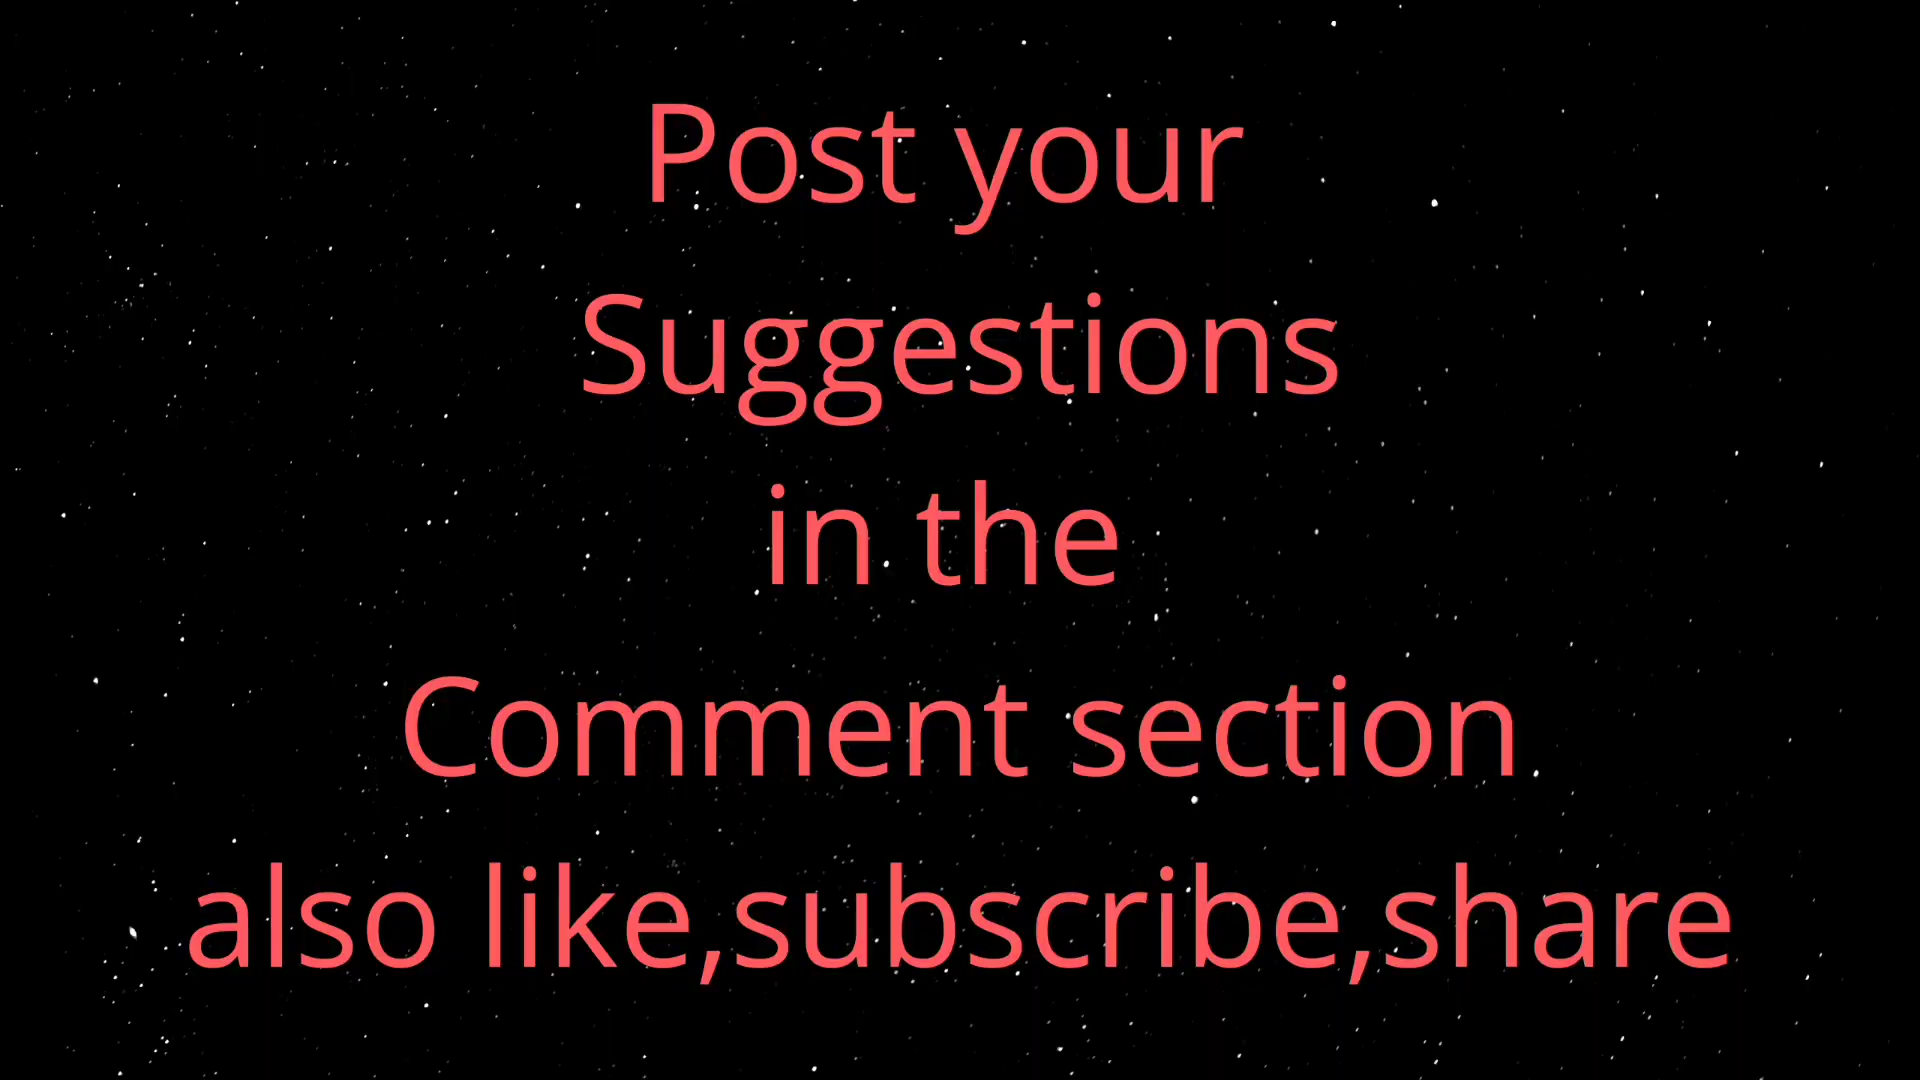 Post your
Suggestions
in the
Comment section
also like,subscribe,share